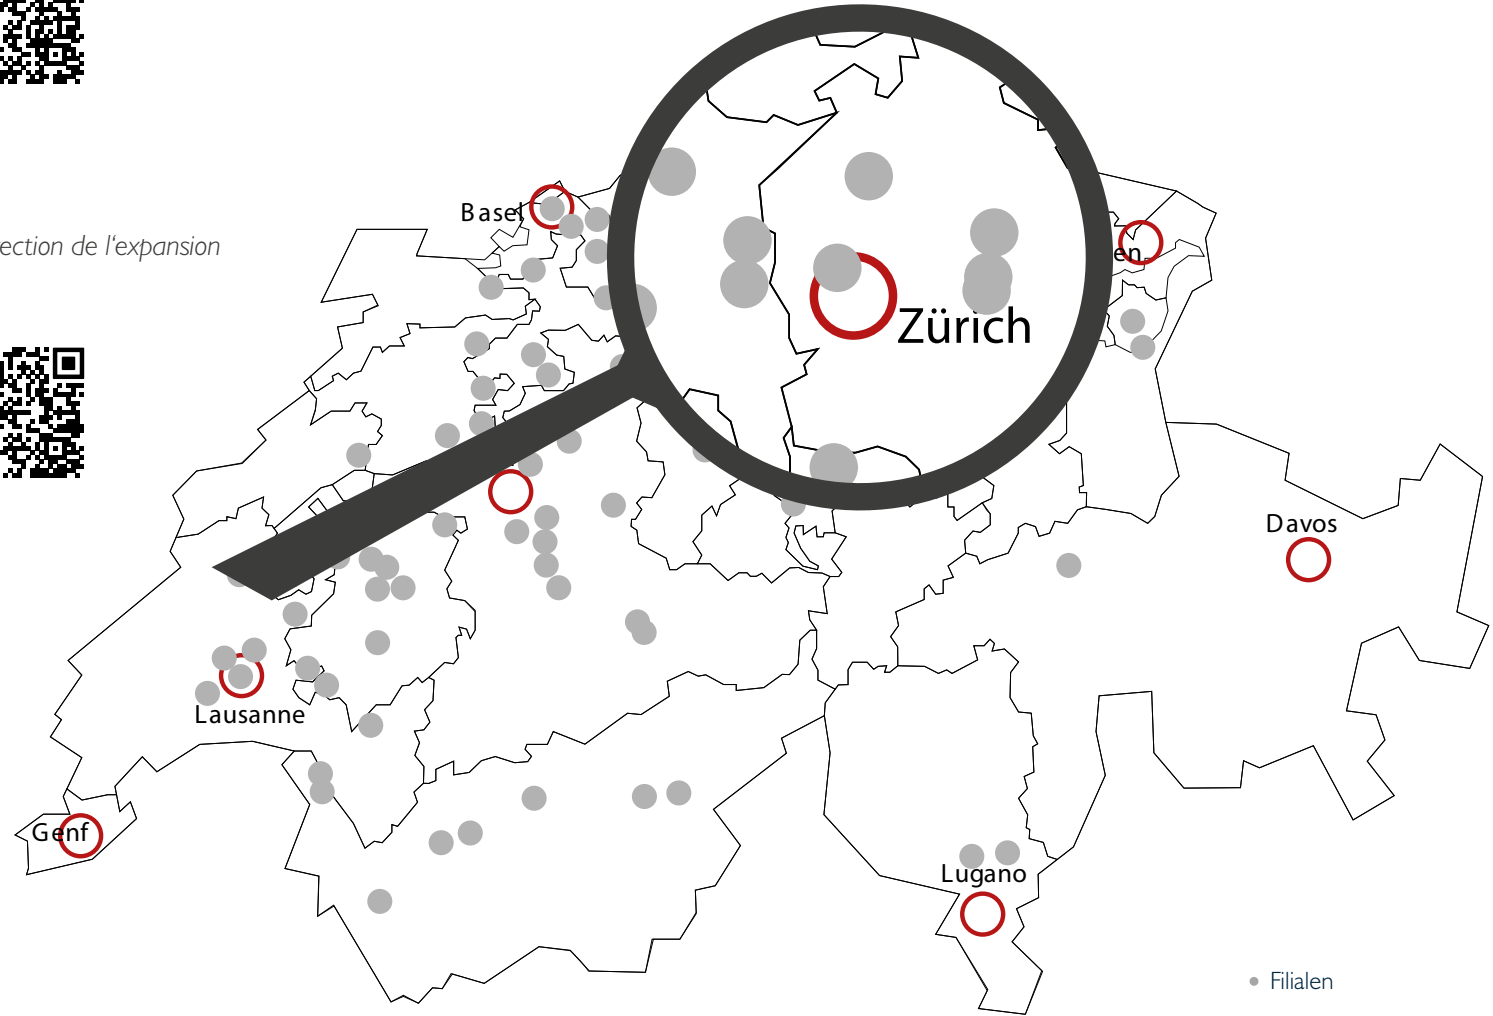 Basel
ection de l'expansion
en
Zürich
Davos
Lausanne
Genf
Lugano
Filialen